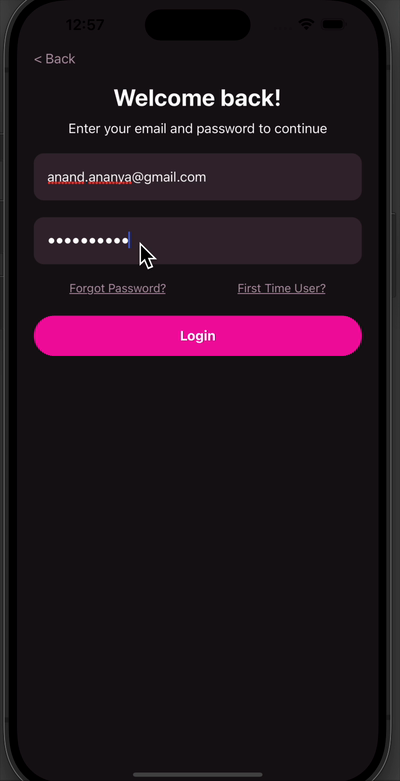 12:57
< Back
Welcome back!
Enter your email and password to continue
anand.ananya@gmail.com
••••••••••
Forgot Password? First Time User?
Login